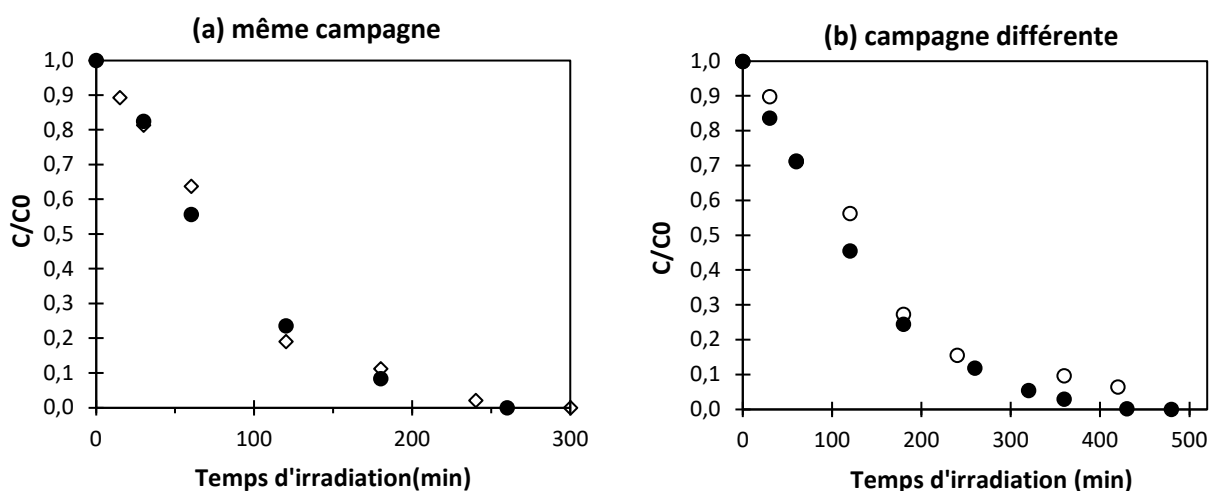 (a) même campagne
1,0
0,9
0,8
0,7
0,6
0,5
0,4
0,3
0,2
0,1
0,0
C/C0
0 100 200 300
Temps d'irradiation(min)
(b) campagne différente
1,0
0,9
0,8
0,7
0,6
0,5
0,4
0,3
0,2
0,1
0,0
C/C0
0 100 200 300 400 500
Temps d'irradiation (min)